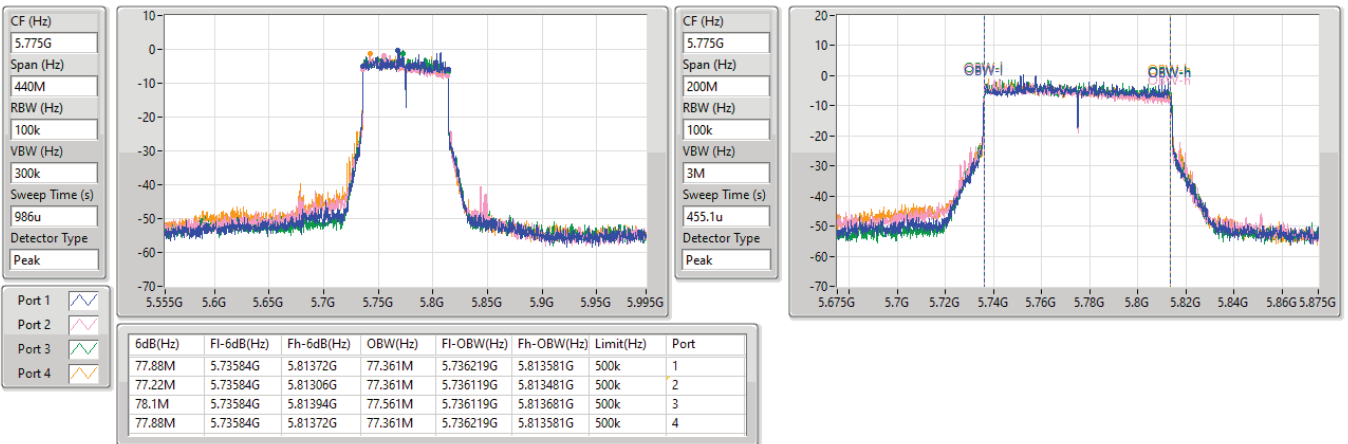 CF (Hz)
5.775G
Span (Hz)
440M
RBW (Hz)
100k
VBW (Hz)
300k
Sweep Time (s)
986u
Detector Type
Peak
10-
0-
-10-
-20-
-30-
-40-
-50-
-60-
-70-
5.555G 5.6G 5.65G 5.7G 5.75G 5.8G 5.85G 5.9G 5.95G 5.995G
CF (Hz)
5.775G
Span (Hz)
200M
RBW (Hz)
100k
VBW (Hz)
3M
Sweep Time (s)
455.1u
Detector Type
Peak
20-
10-
0-
-10-
-20-
-30-
-40-
-50-
-60-
-70-
OBW-l OBW-h
5.675G 5.7G 5.72G 5.74G 5.76G 5.78G 5.8G 5.82G 5.84G 5.86G 5.875G
Port 1
Port 2
Port 3
Port 4
6dB(Hz) Fl-6dB(Hz) Fh-6dB(Hz) OBW(Hz) Fl-OBW(Hz) Fh-OBW(Hz) Limit(Hz) Port
77.88M 5.73584G 5.81372G 77.361M 5.736219G 5.813581G 500k 1
77.22M 5.73584G 5.81306G 77.361M 5.736119G 5.813481G 500k 2
78.1M 5.73584G 5.81394G 77.561M 5.736119G 5.813681G 500k 3
77.88M 5.73584G 5.81372G 77.361M 5.736219G 5.813581G 500k 4